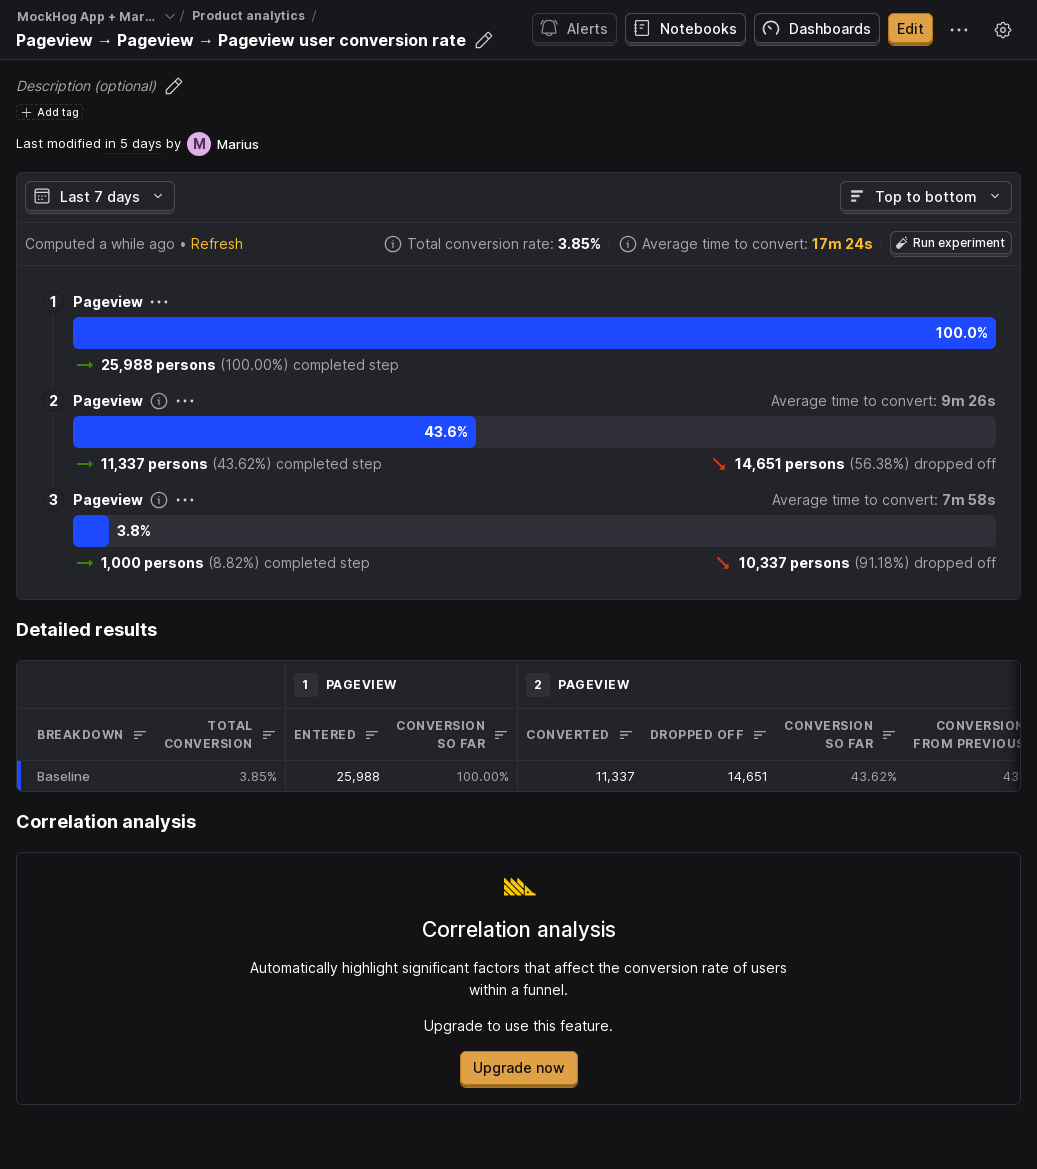 MockHog App + Mar... / Product analytics /
Pageview → Pageview → Pageview user conversion rate
Alerts
Notebooks
Dashboards
Edit
Description (optional)
Add tag
Last modified in 5 days by M Marius
Last 7 days
Top to bottom
Computed a while ago • Refresh
Total conversion rate: 3.85%
Average time to convert: 17m 24s
Run experiment
1 Pageview
100.0%
25,988 persons (100.00%) completed step
2 Pageview
Average time to convert: 9m 26s
43.6%
11,337 persons (43.62%) completed step
14,651 persons (56.38%) dropped off
3 Pageview
Average time to convert: 7m 58s
3.8%
1,000 persons (8.82%) completed step
10,337 persons (91.18%) dropped off
Detailed results
1 PAGEVIEW
2 PAGEVIEW
BREAKDOWN
TOTAL
CONVERSION
ENTERED
CONVERSION
SO FAR
CONVERTED
DROPPED OFF
CONVERSION
SO FAR
CONVERSION
FROM PREVIOUS
Baseline 3.85% 25,988 100.00% 11,337 14,651 43.62% 43
Correlation analysis
Correlation analysis
Automatically highlight significant factors that affect the conversion rate of users
within a funnel.
Upgrade to use this feature.
Upgrade now